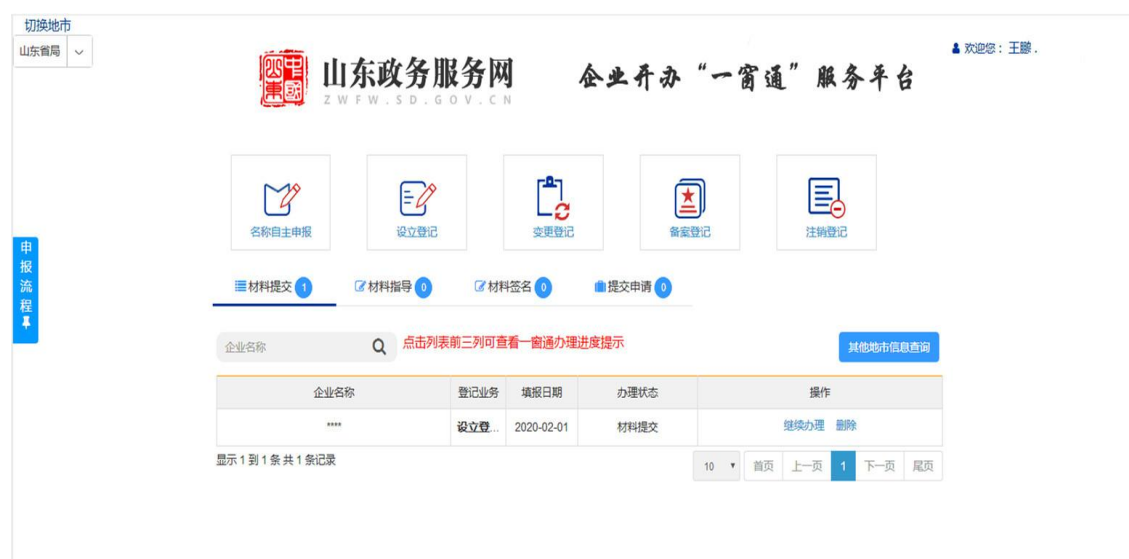 切换地市
山东省局
欢迎您：王鹏.
山东 中國
山东政务服务网
ZWFW.SD.GOV.CN
企业开办“一窗通”服务平台
名称自主申报
设立登记
变更登记
备案登记
注销登记
申报流程
材料提交 1
材料指导 0
材料签名 0
提交申请 0
企业名称
点击列表前三列可查看一窗通办理进度提示
其他地市信息查询
企业名称 登记业务 填报日期 办理状态 操作
**** 设立登... 2020-02-01 材料提交 继续办理 删除
显示 1 到 1 条 共 1 条记录
10 首页 上一页 1 下一页 尾页